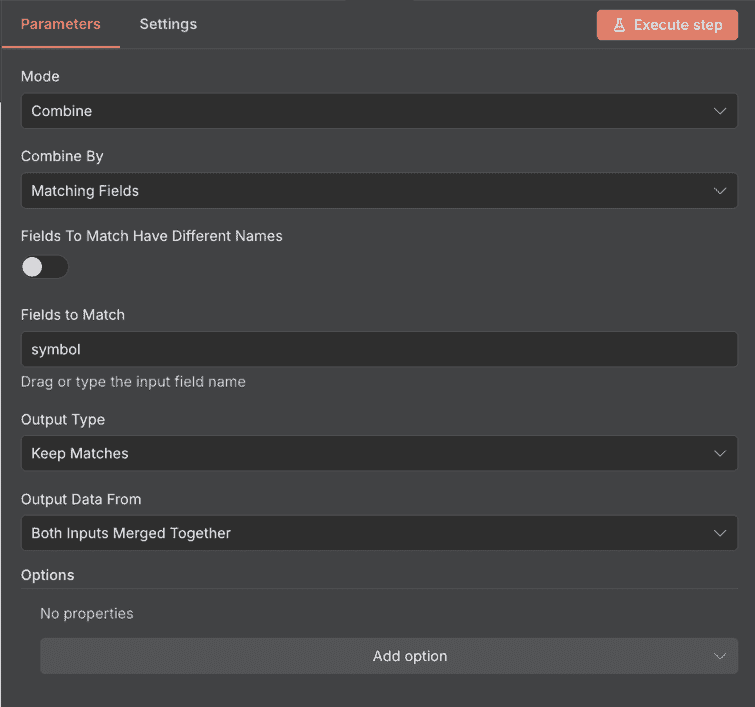 Parameters Settings Execute step
Mode
Combine
Combine By
Matching Fields
Fields To Match Have Different Names
Fields to Match
symbol
Drag or type the input field name
Output Type
Keep Matches
Output Data From
Both Inputs Merged Together
Options
No properties
Add option